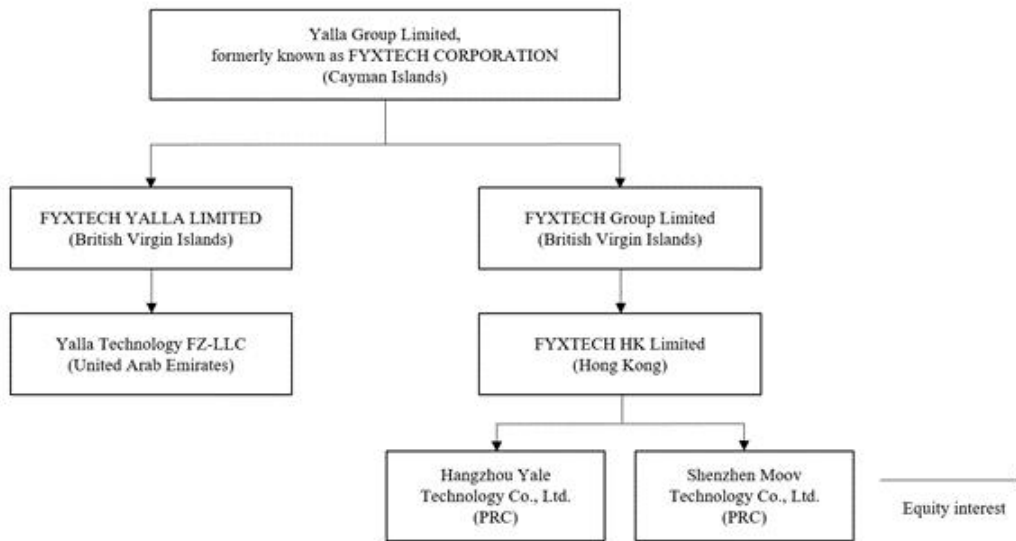 Yalla Group Limited,
formerly known as FYXTECH CORPORATION
(Cayman Islands)
FYXTECH YALLA LIMITED
(British Virgin Islands)
FYXTECH Group Limited
(British Virgin Islands)
Yalla Technology FZ-LLC
(United Arab Emirates)
FYXTECH HK Limited
(Hong Kong)
Hangzhou Yale
Technology Co., Ltd.
(PRC)
Shenzhen Moov
Technology Co., Ltd.
(PRC)
Equity interest